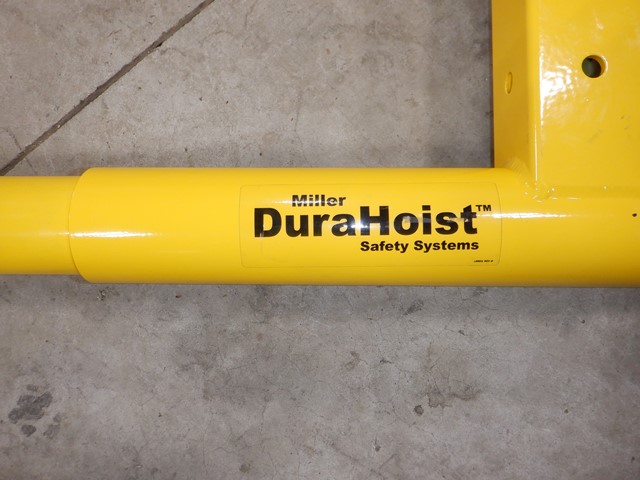 Miller
DuraHoist™
Safety Systems